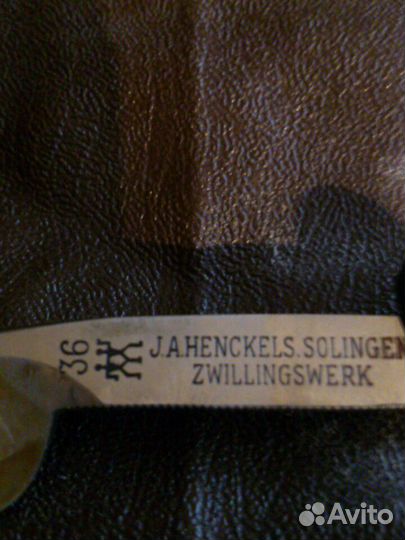 36
J.A.HENCKELS.SOLINGEN
ZWILLINGSWERK
Avito